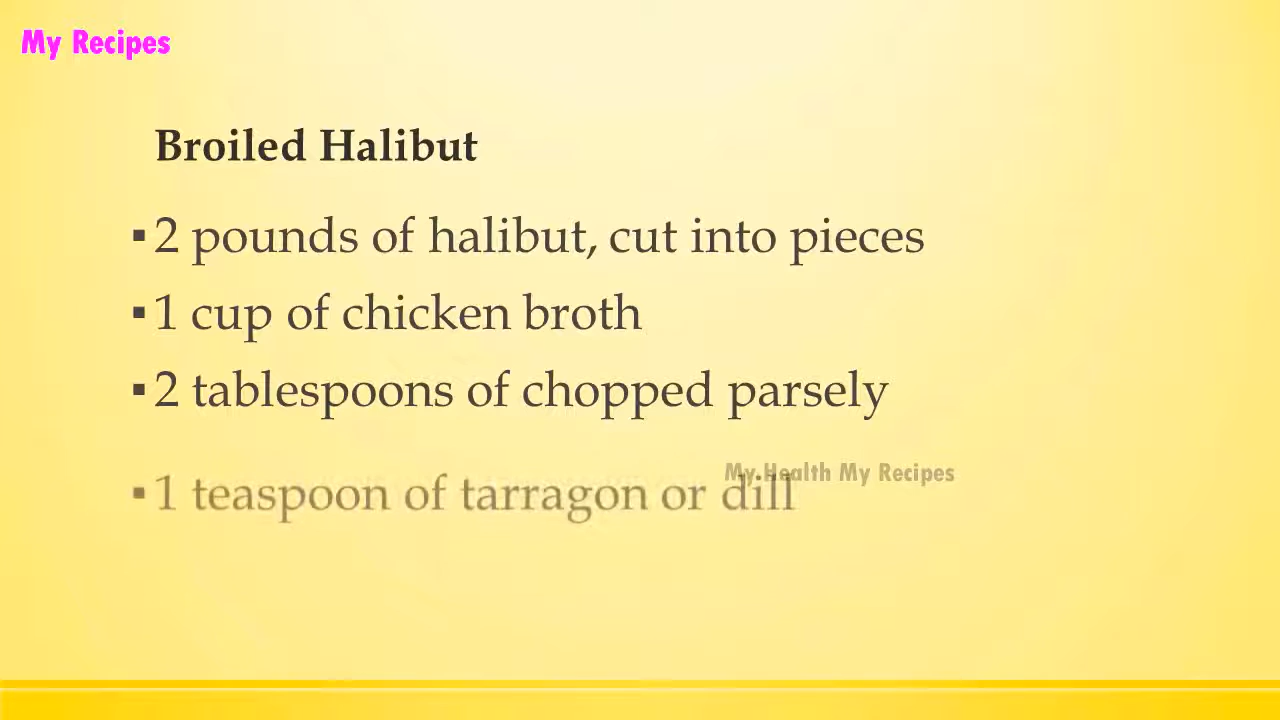 My Recipes
Broiled Halibut
▪2 pounds of halibut, cut into pieces
▪1 cup of chicken broth
▪2 tablespoons of chopped parsely
My Health My Recipes
▪1 teaspoon of tarragon or dill